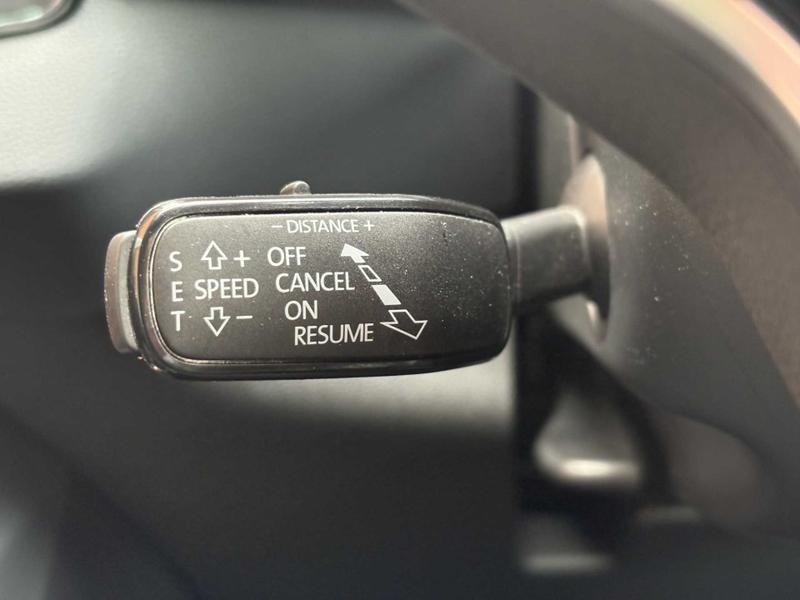 - DISTANCE +
S + OFF
E SPEED CANCEL
T - ON
RESUME